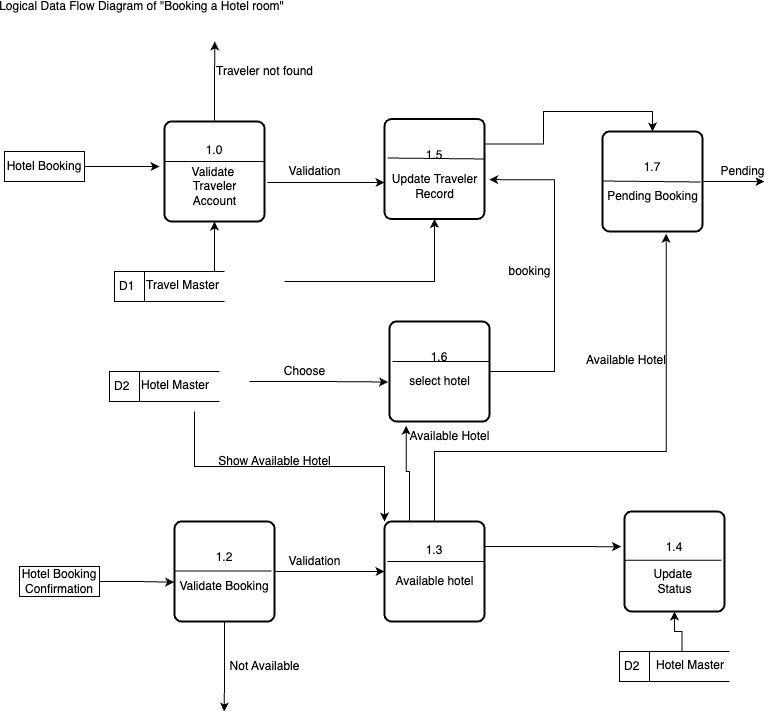 Logical Data Flow Diagram of "Booking a Hotel room"
Traveler not found
Hotel Booking
1.0
Validate
Traveler
Account
Validation
1.5
Update Traveler
Record
1.7
Pending Booking
Pending
D1
Travel Master
booking
D2
Hotel Master
Choose
1.6
select hotel
Available Hotel
Available Hotel
Show Available Hotel
Hotel Booking
Confirmation
1.2
Validate Booking
Validation
1.3
Available hotel
1.4
Update
Status
Not Available
D2
Hotel Master